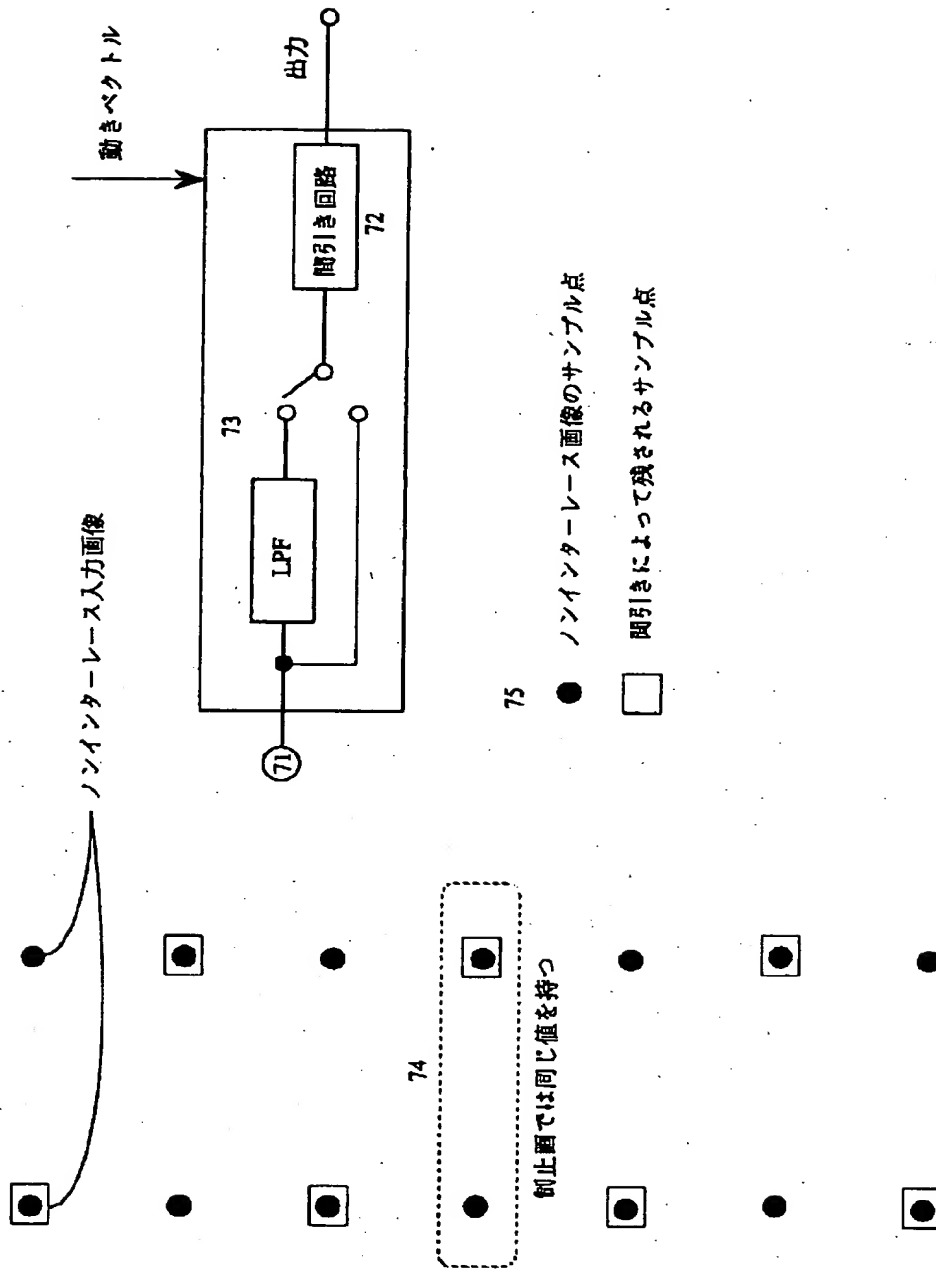 ノンインターレース入力画像
動きベクトル
71
LPF
73
間引き回路
72
出力
74
静止画では同じ値を持つ
75
ノンインターレース画像のサンプル点
間引きによって残されるサンプル点